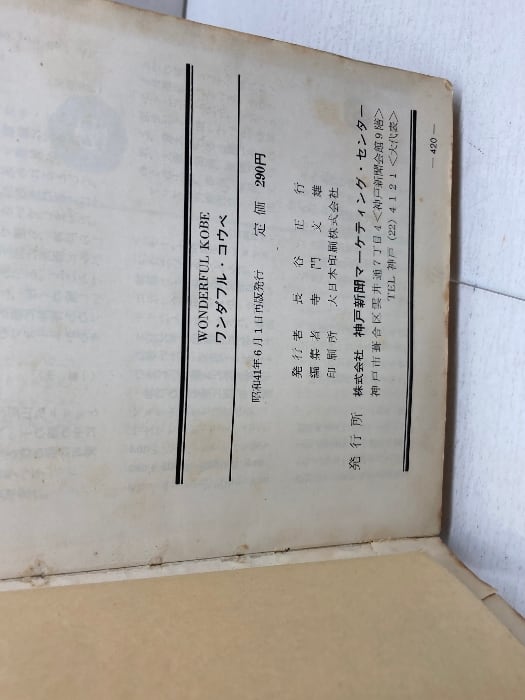 WONDERFUL KOBE
ワンダフル・コウベ
昭和41年6月1日再版発行 定価 290円
発行者 長谷正行
編集者 寺門文雄
印刷所 大日本印刷株式会社
発行所 株式会社 神戸新聞マーケティング・センター
神戸市葺合区雲井通7丁目4<神戸新聞会館9階>
TEL 神戸 (22) 4121 <大代表>
— 420 —